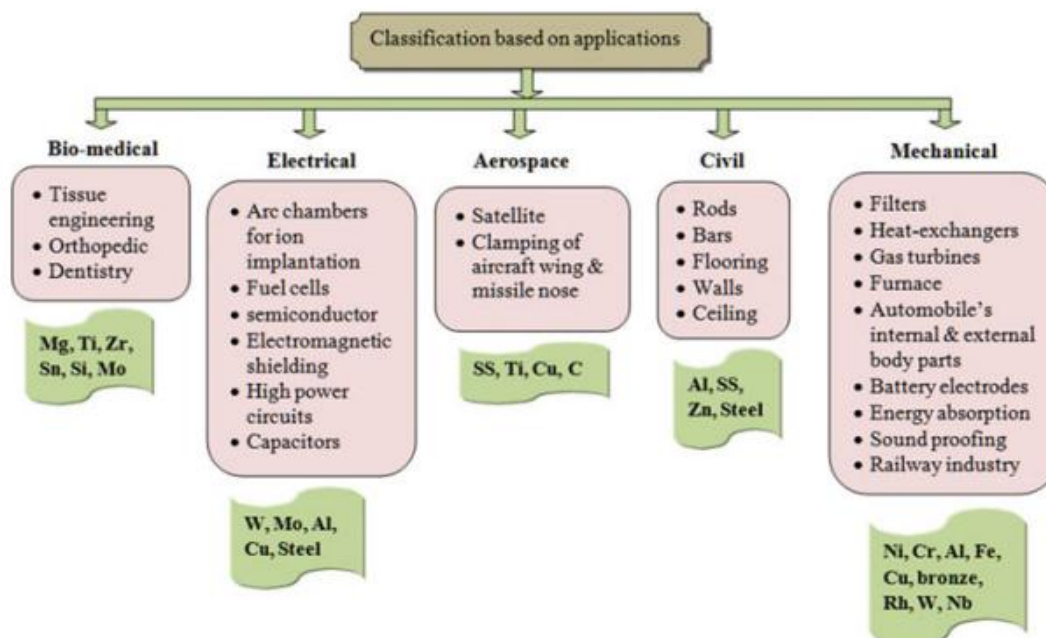 Classification based on applications
Bio-medical
• Tissue
engineering
• Orthopedic
• Dentistry
Mg, Ti, Zr,
Sn, Si, Mo
Electrical
• Arc chambers
for ion
implantation
• Fuel cells
• semiconductor
• Electromagnetic
shielding
• High power
circuits
• Capacitors
W, Mo, Al,
Cu, Steel
Aerospace
• Satellite
• Clamping of
aircraft wing &
missile nose
SS, Ti, Cu, C
Civil
• Rods
• Bars
• Flooring
• Walls
• Ceiling
Al, SS,
Zn, Steel
Mechanical
• Filters
• Heat-exchangers
• Gas turbines
• Furnace
• Automobile's
internal & external
body parts
• Battery electrodes
• Energy absorption
• Sound proofing
• Railway industry
Ni, Cr, Al, Fe,
Cu, bronze,
Rh, W, Nb